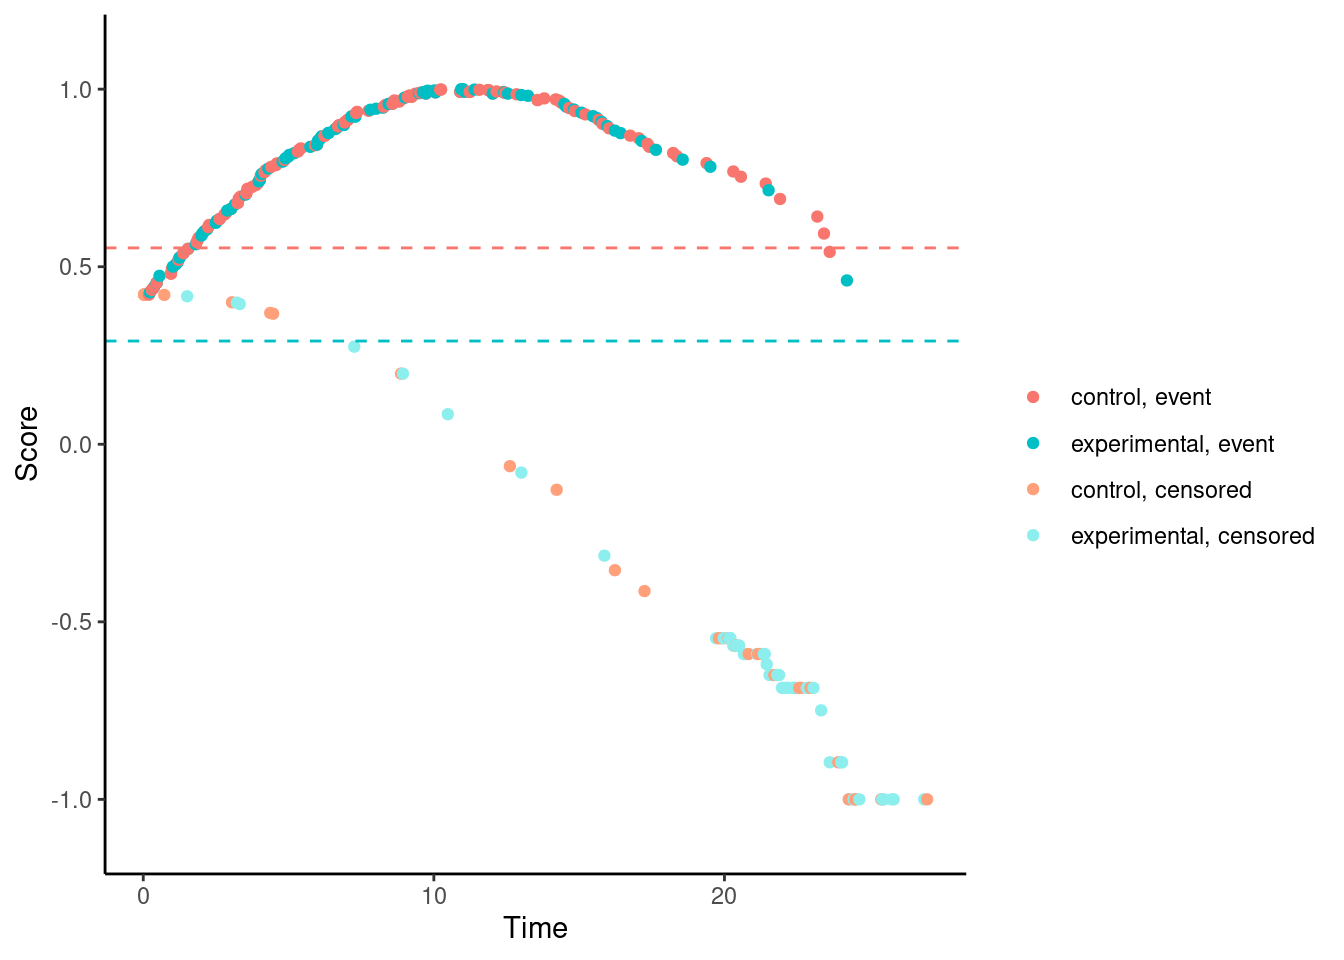 1.0
0.5
0.0
-0.5
-1.0
Score
0
10
20
Time
control, event
experimental, event
control, censored
experimental, censored